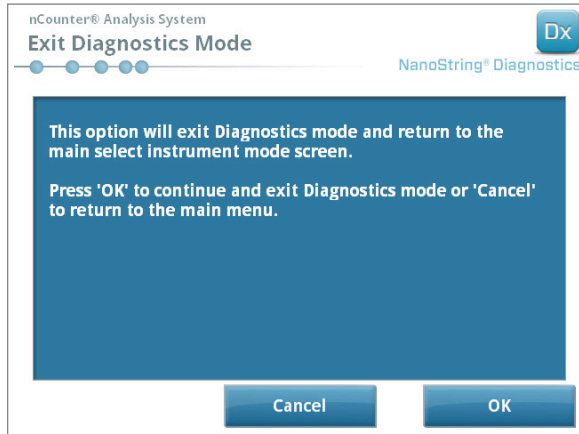 nCounter® Analysis System
Exit Diagnostics Mode
Dx
NanoString® Diagnostics
This option will exit Diagnostics mode and return to the
main select instrument mode screen.
Press 'OK' to continue and exit Diagnostics mode or 'Cancel'
to return to the main menu.
Cancel
OK